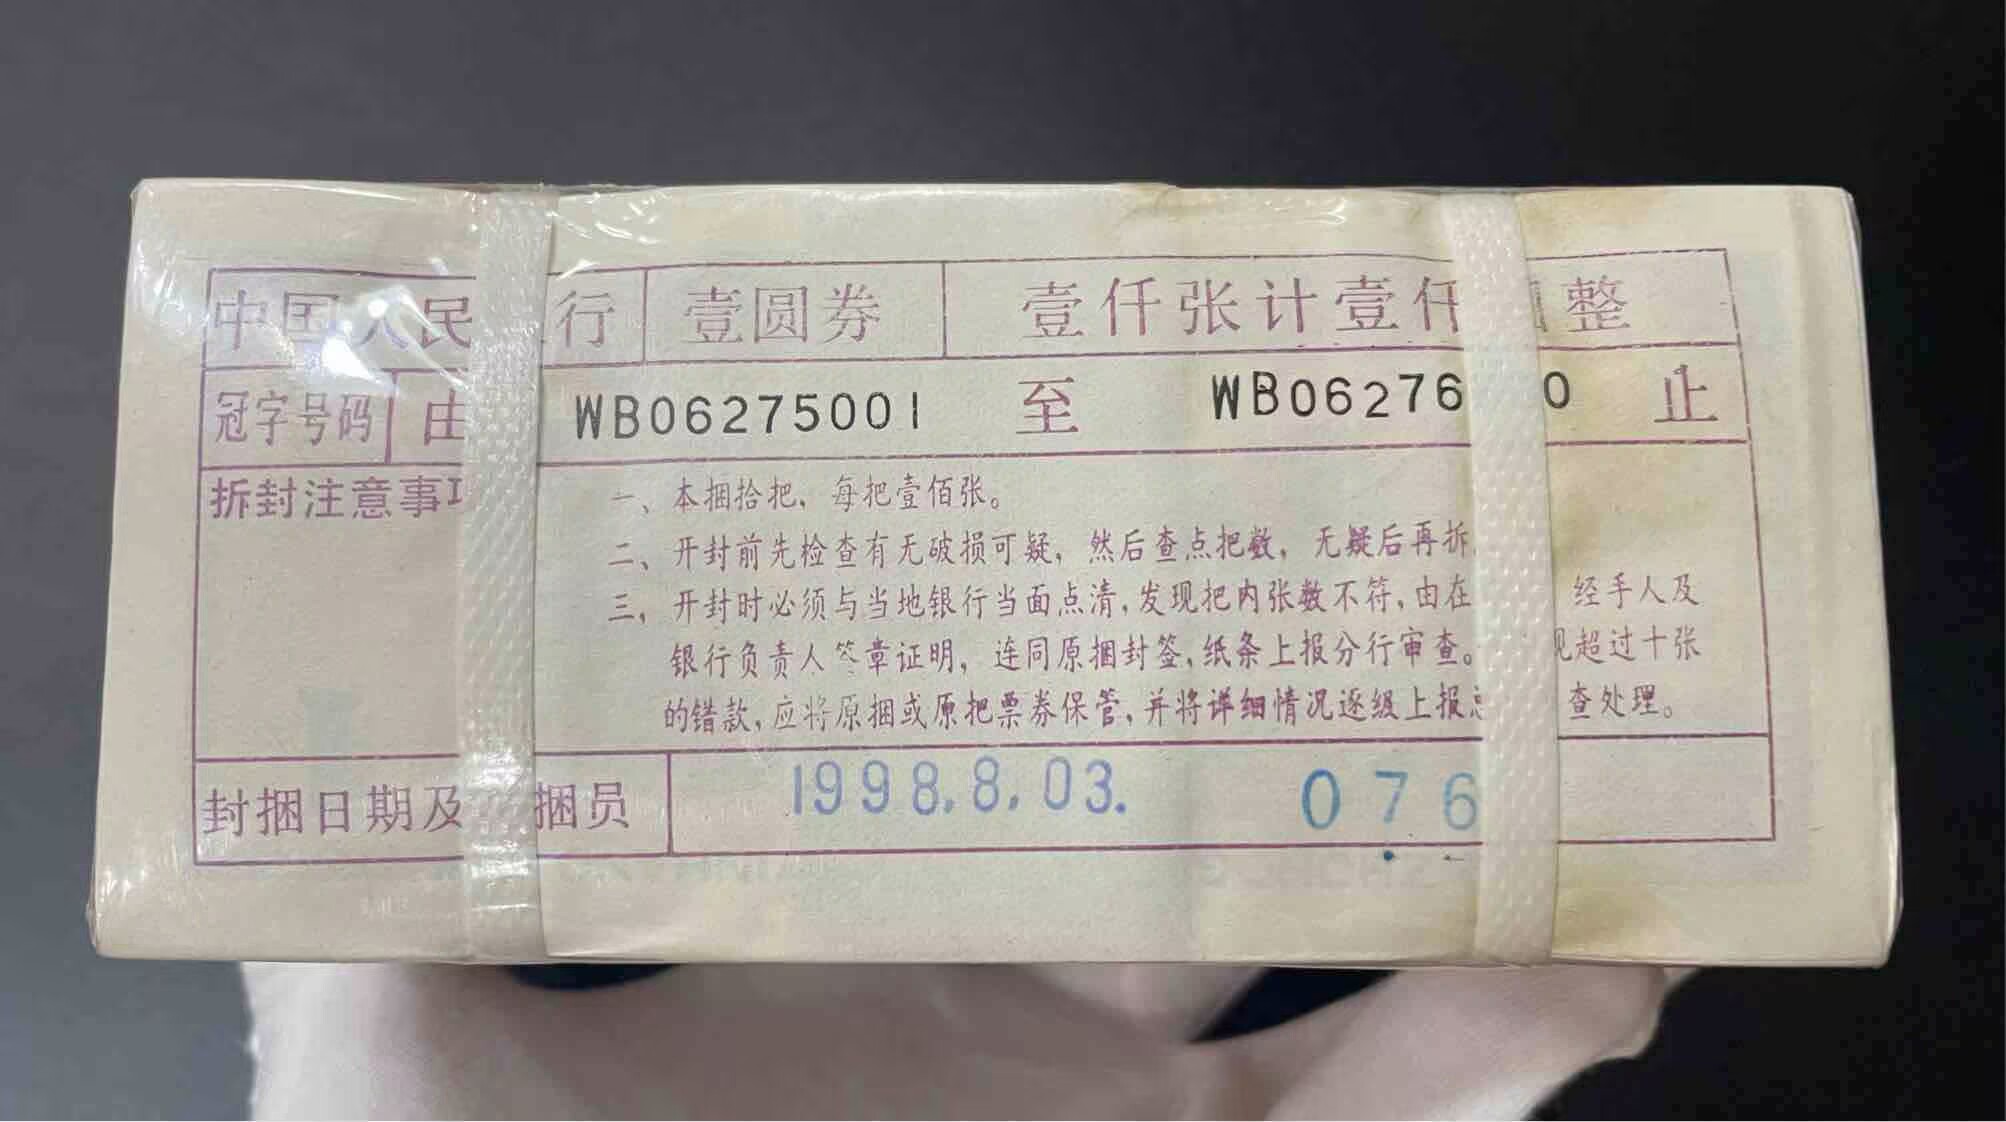 中国人民 行 壹圆券 壹仟张计壹仟 整
冠字号码 由 WB06275001 至 WB06276 0 止
拆封注意事项
一、本捆拾把，每把壹佰张。
二、开封前先检查有无破损可疑，然后查点把数，无疑后再拆
三，开封时必须与当地银行当面点清，发现把内张数不符，由在 经手人及
银行负责人签章证明，连同原捆封签，纸条上报分行审查。 现超过十张
的错款，应将原捆或原把票券保管，并将详细情况逐级上报总 查处理。
封捆日期及 捆员 1998.8.03. 076